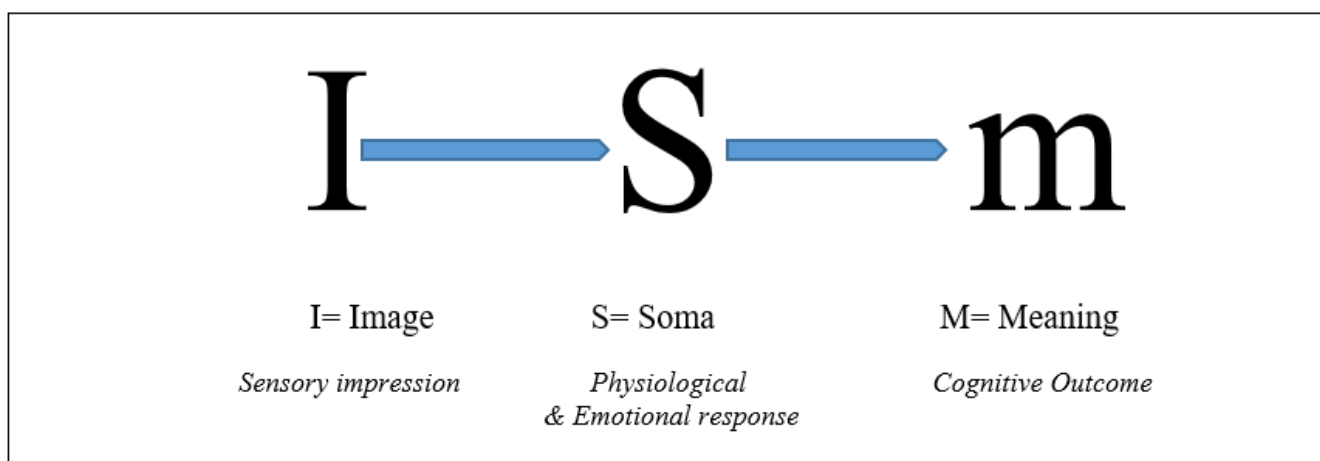 I S m
I= Image S= Soma M= Meaning
Sensory impression Physiological Cognitive Outcome
& Emotional response